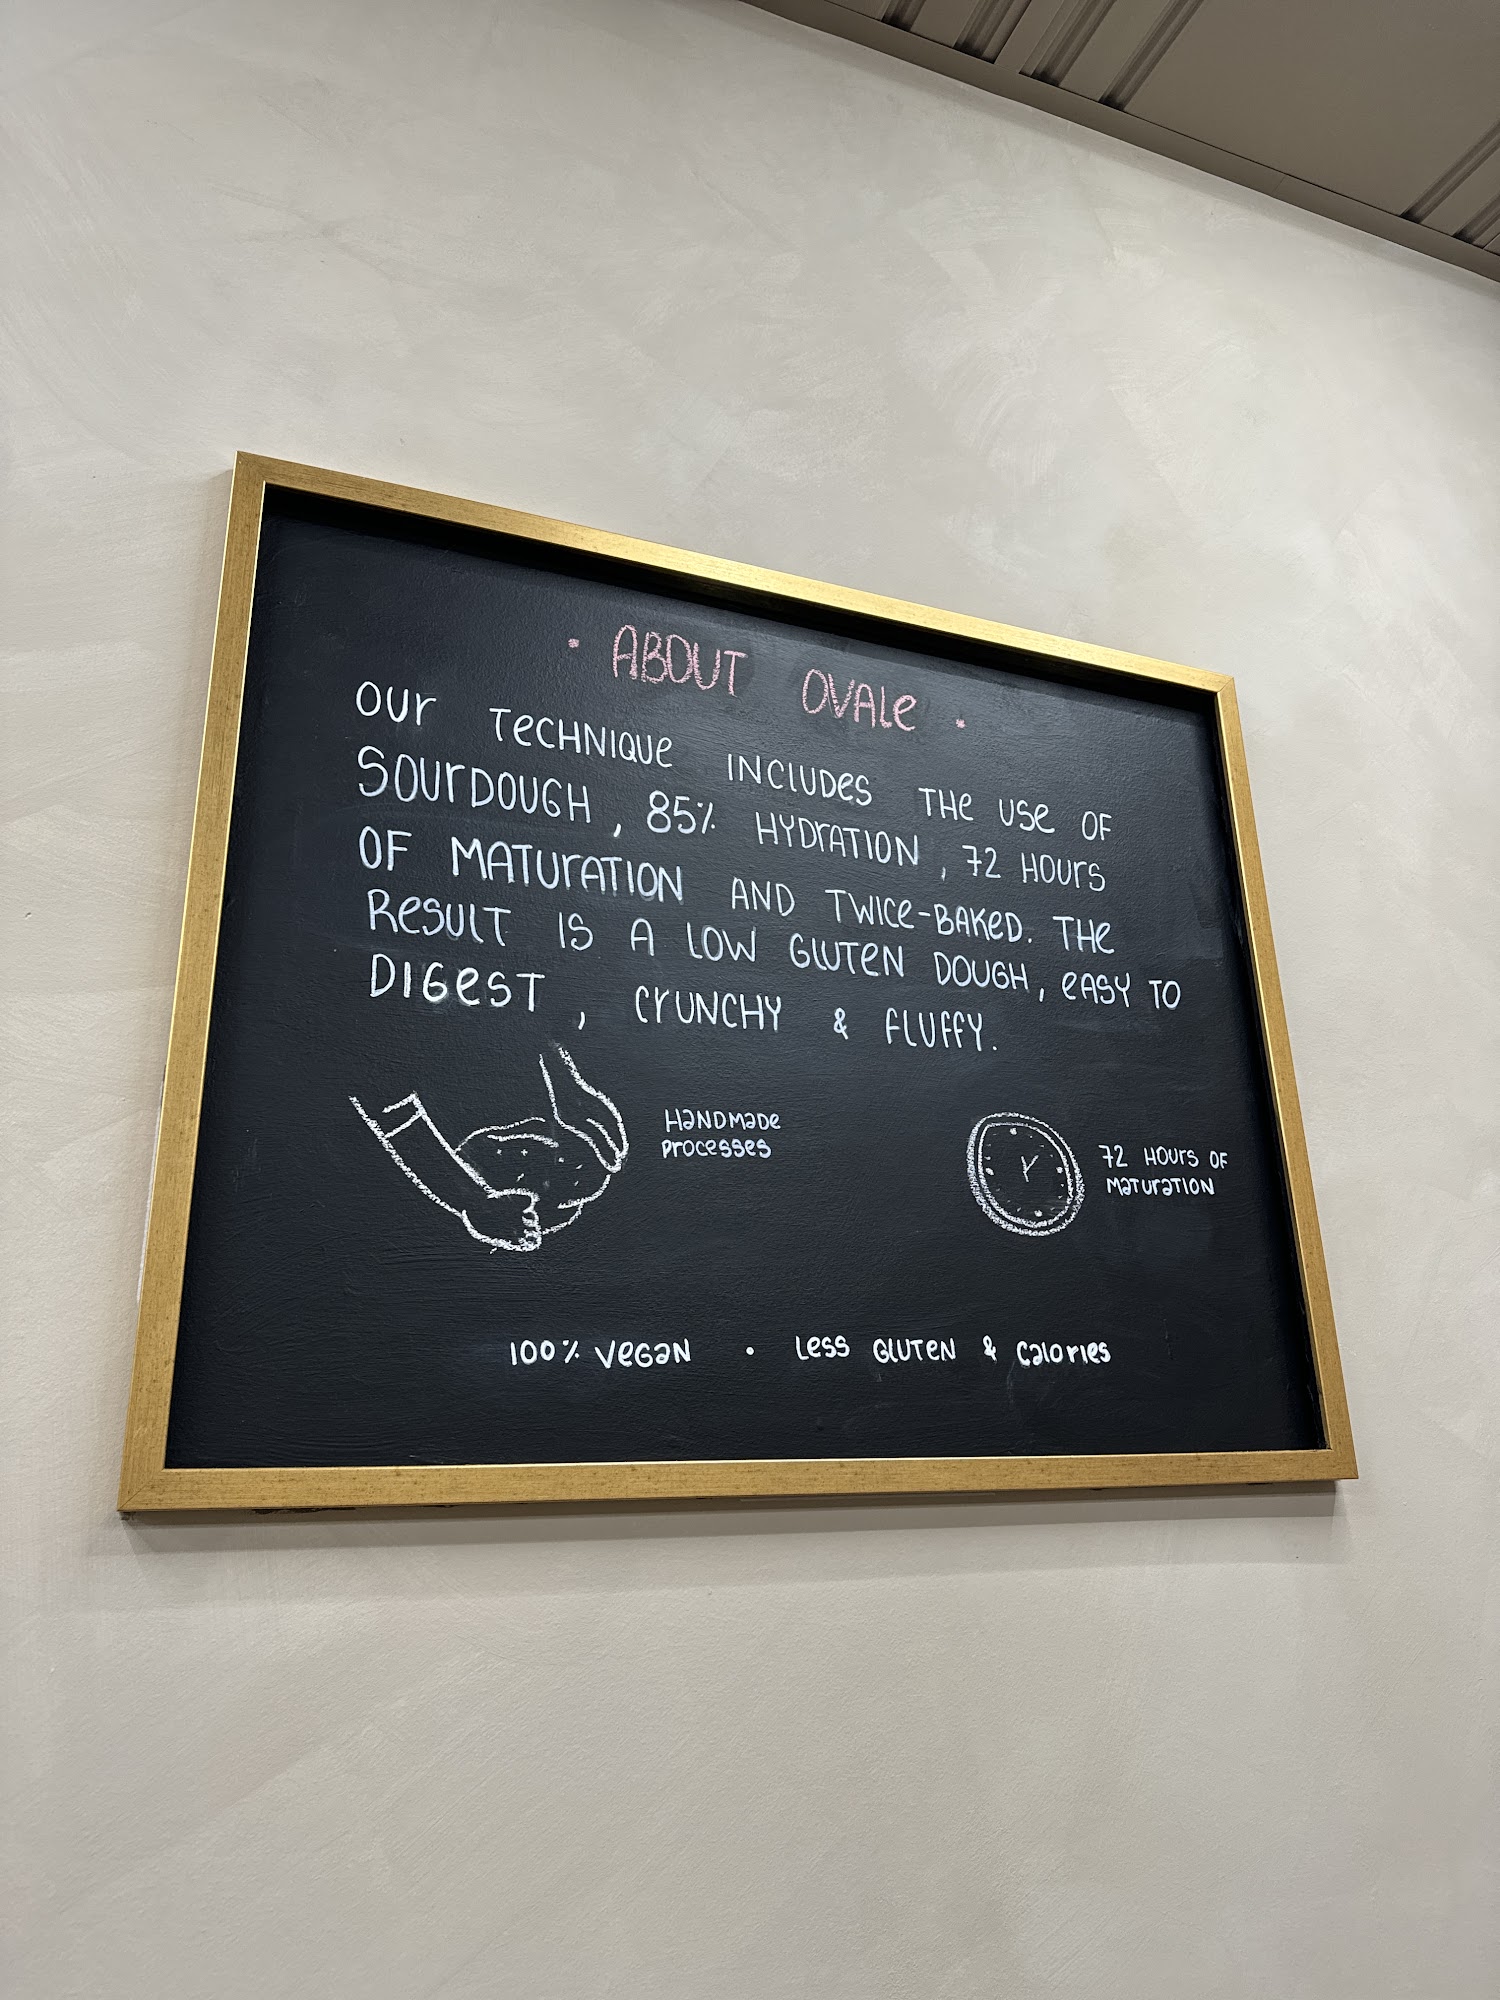 • ABOUT OVALE •
OUR TECHNIQUE INCLUDES THE USE OF
SOURDOUGH, 85% HYDRATION, 72 HOURS
OF MATURATION AND TWICE-BAKED. THE
RESULT IS A LOW GLUTEN DOUGH, EASY TO
DIGEST, CRUNCHY & FLUFFY.
HANDMADE
PROCESSES
72 HOURS OF
MATURATION
100% VEGAN • LESS GLUTEN & CALORIES